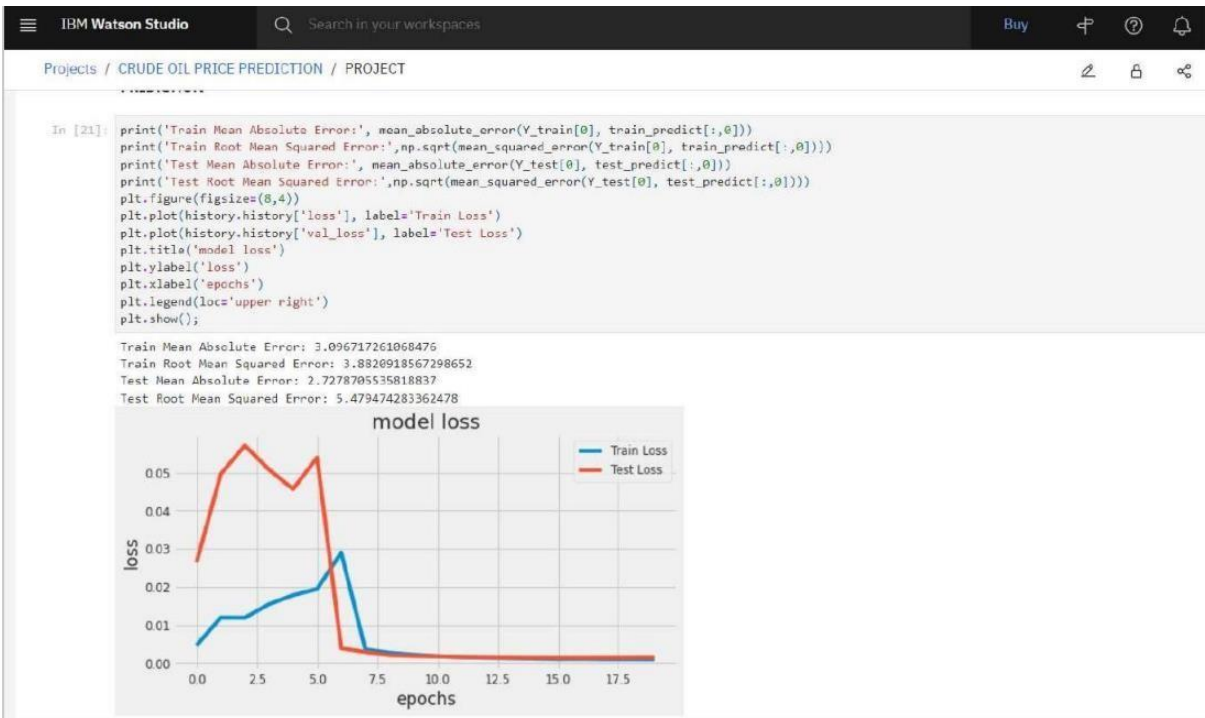 IBM Watson Studio
Search in your workspaces
Buy
Projects / CRUDE OIL PRICE PREDICTION / PROJECT
In [21]: print('Train Mean Absolute Error:', mean_absolute_error(Y_train[0], train_predict[:,0]))
print('Train Root Mean Squared Error:',np.sqrt(mean_squared_error(Y_train[0], train_predict[:,0])))
print('Test Mean Absolute Error:', mean_absolute_error(Y_test[0], test_predict[:,0]))
print('Test Root Mean Squared Error:',np.sqrt(mean_squared_error(Y_test[0], test_predict[:,0])))
plt.figure(figsize=(8,4))
plt.plot(history.history['loss'], label='Train Loss')
plt.plot(history.history['val_loss'], label='Test Loss')
plt.title('model loss')
plt.ylabel('loss')
plt.xlabel('epochs')
plt.legend(loc='upper right')
plt.show();
Train Mean Absolute Error: 3.096717261068476
Train Root Mean Squared Error: 3.8820918567298652
Test Mean Absolute Error: 2.7278705535818837
Test Root Mean Squared Error: 5.479474283362478
model loss
Train Loss
Test Loss
0.05
0.04
0.03
0.02
0.01
0.00
loss
0.0 2.5 5.0 7.5 10.0 12.5 15.0 17.5
epochs